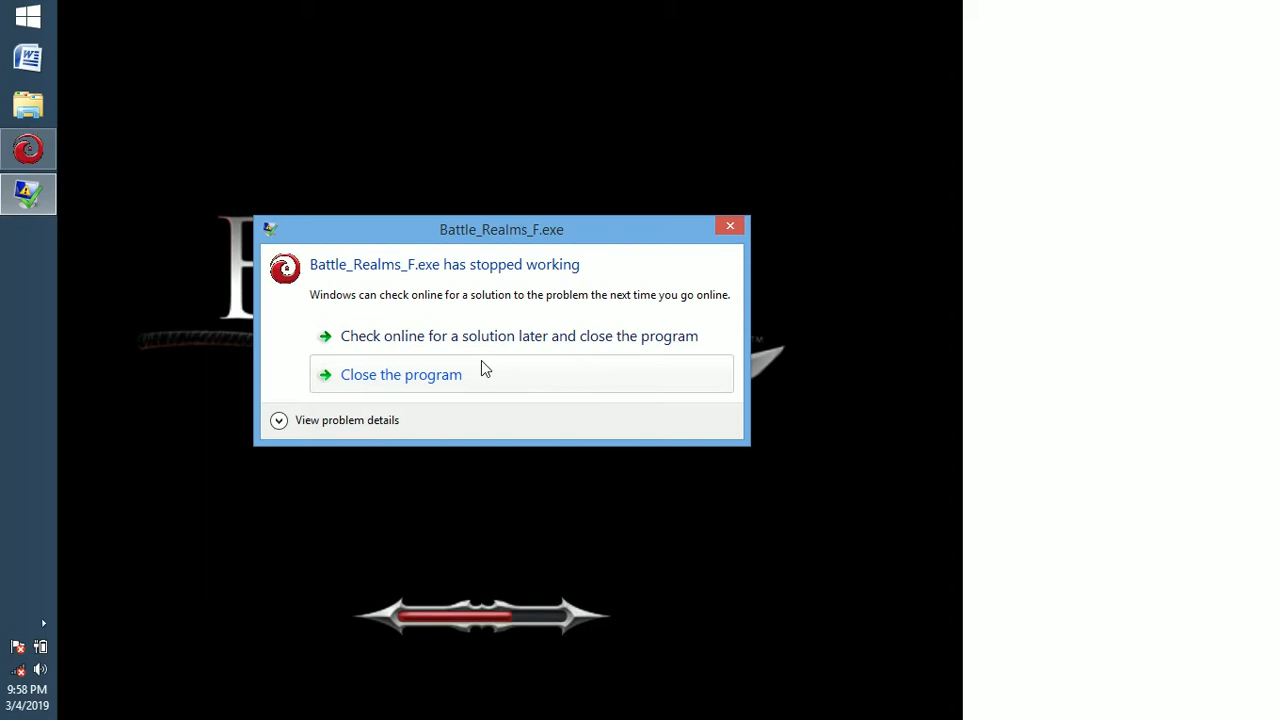 Battle_Realms_F.exe
Battle_Realms_F.exe has stopped working
Windows can check online for a solution to the problem the next time you go online.
Check online for a solution later and close the program
Close the program
View problem details
TM
9:58 PM
3/4/2019